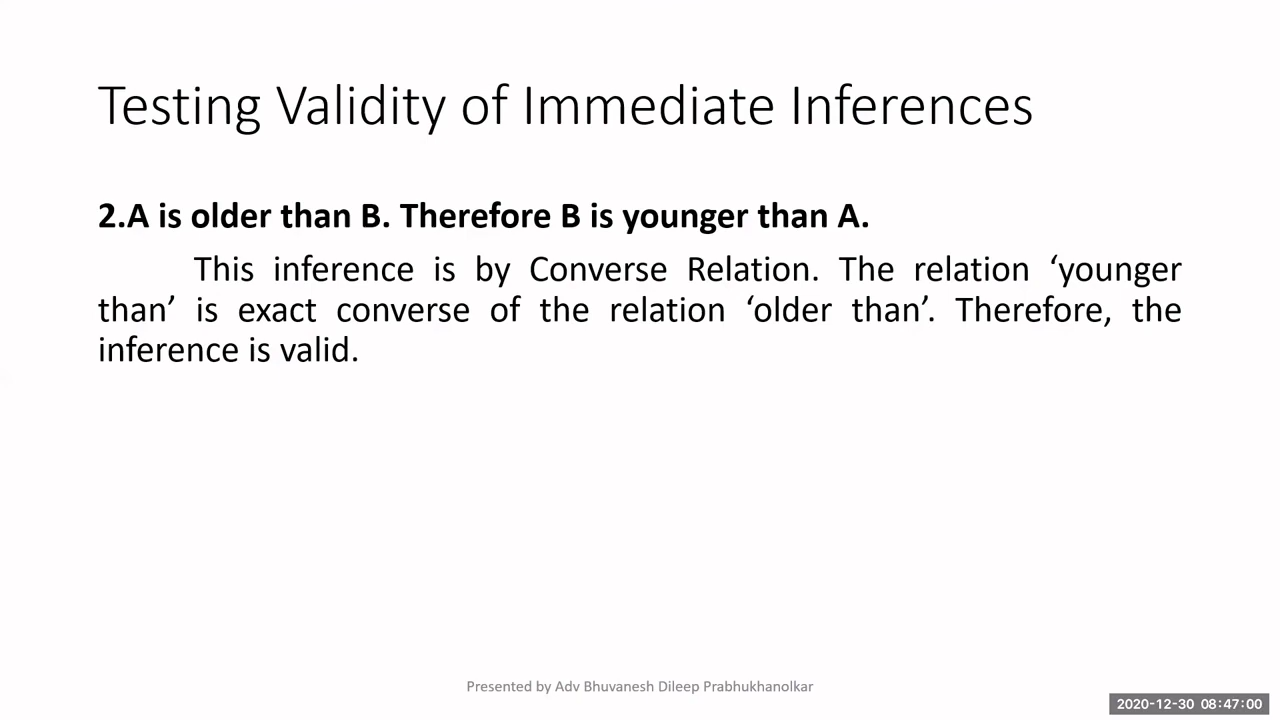 Testing Validity of Immediate Inferences
2.A is older than B. Therefore B is younger than A.
This inference is by Converse Relation. The relation ‘younger
than’ is exact converse of the relation ‘older than’. Therefore, the
inference is valid.
Presented by Adv Bhuvanesh Dileep Prabhukhanolkar
2020-12-30 08:47:00